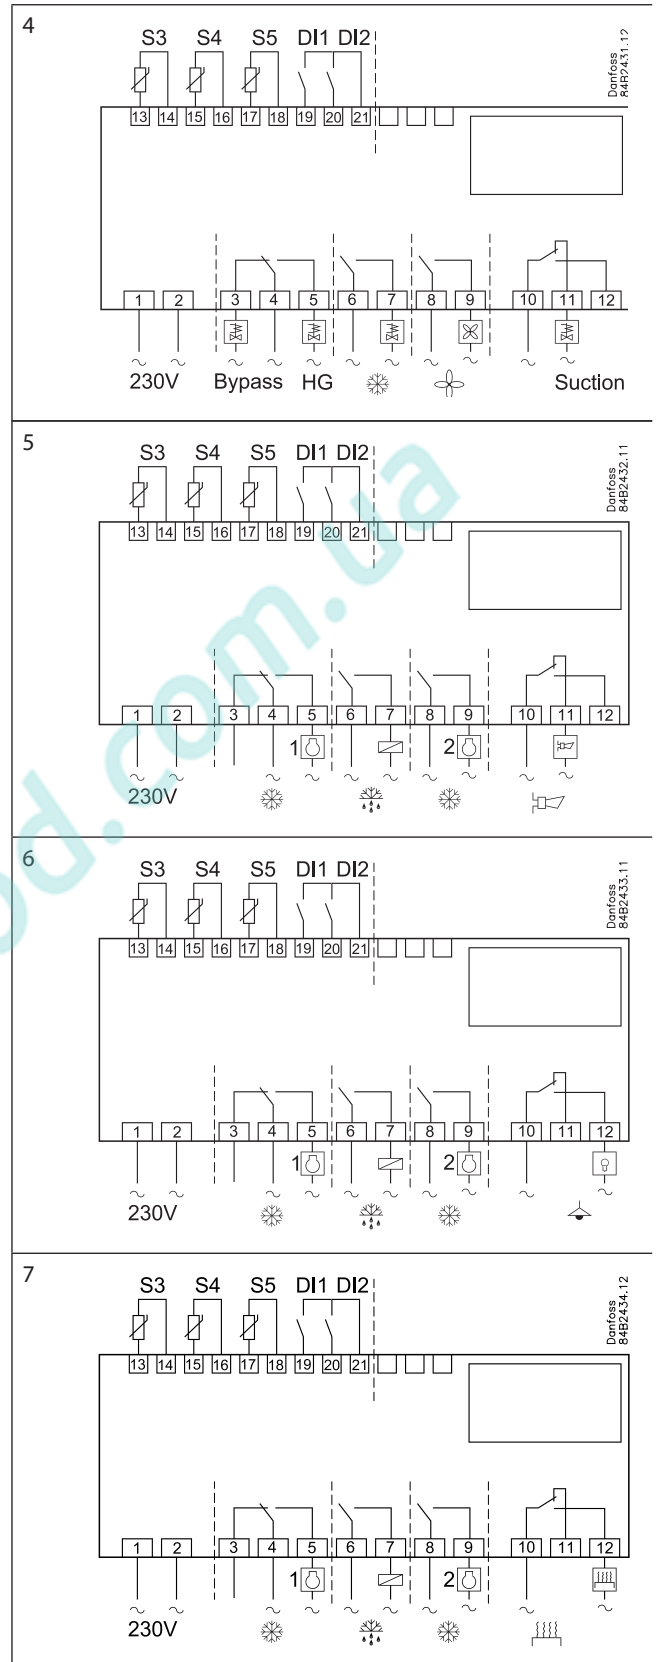 4
S3 S4 S5 DI1 DI2
Danfoss
84B2431.12
13 14 15 16 17 18 19 20 21
1 2 3 4 5 6 7 8 9 10 11 12
230V Bypass HG Suction
5
S3 S4 S5 DI1 DI2
Danfoss
84B2432.11
13 14 15 16 17 18 19 20 21
1 2 3 4 5 6 7 8 9 10 11 12
1 2
230V
6
S3 S4 S5 DI1 DI2
Danfoss
84B2433.11
13 14 15 16 17 18 19 20 21
1 2 3 4 5 6 7 8 9 10 11 12
1 2
230V
7
S3 S4 S5 DI1 DI2
Danfoss
84B2434.12
13 14 15 16 17 18 19 20 21
1 2 3 4 5 6 7 8 9 10 11 12
1 2
230V
od.com.ua